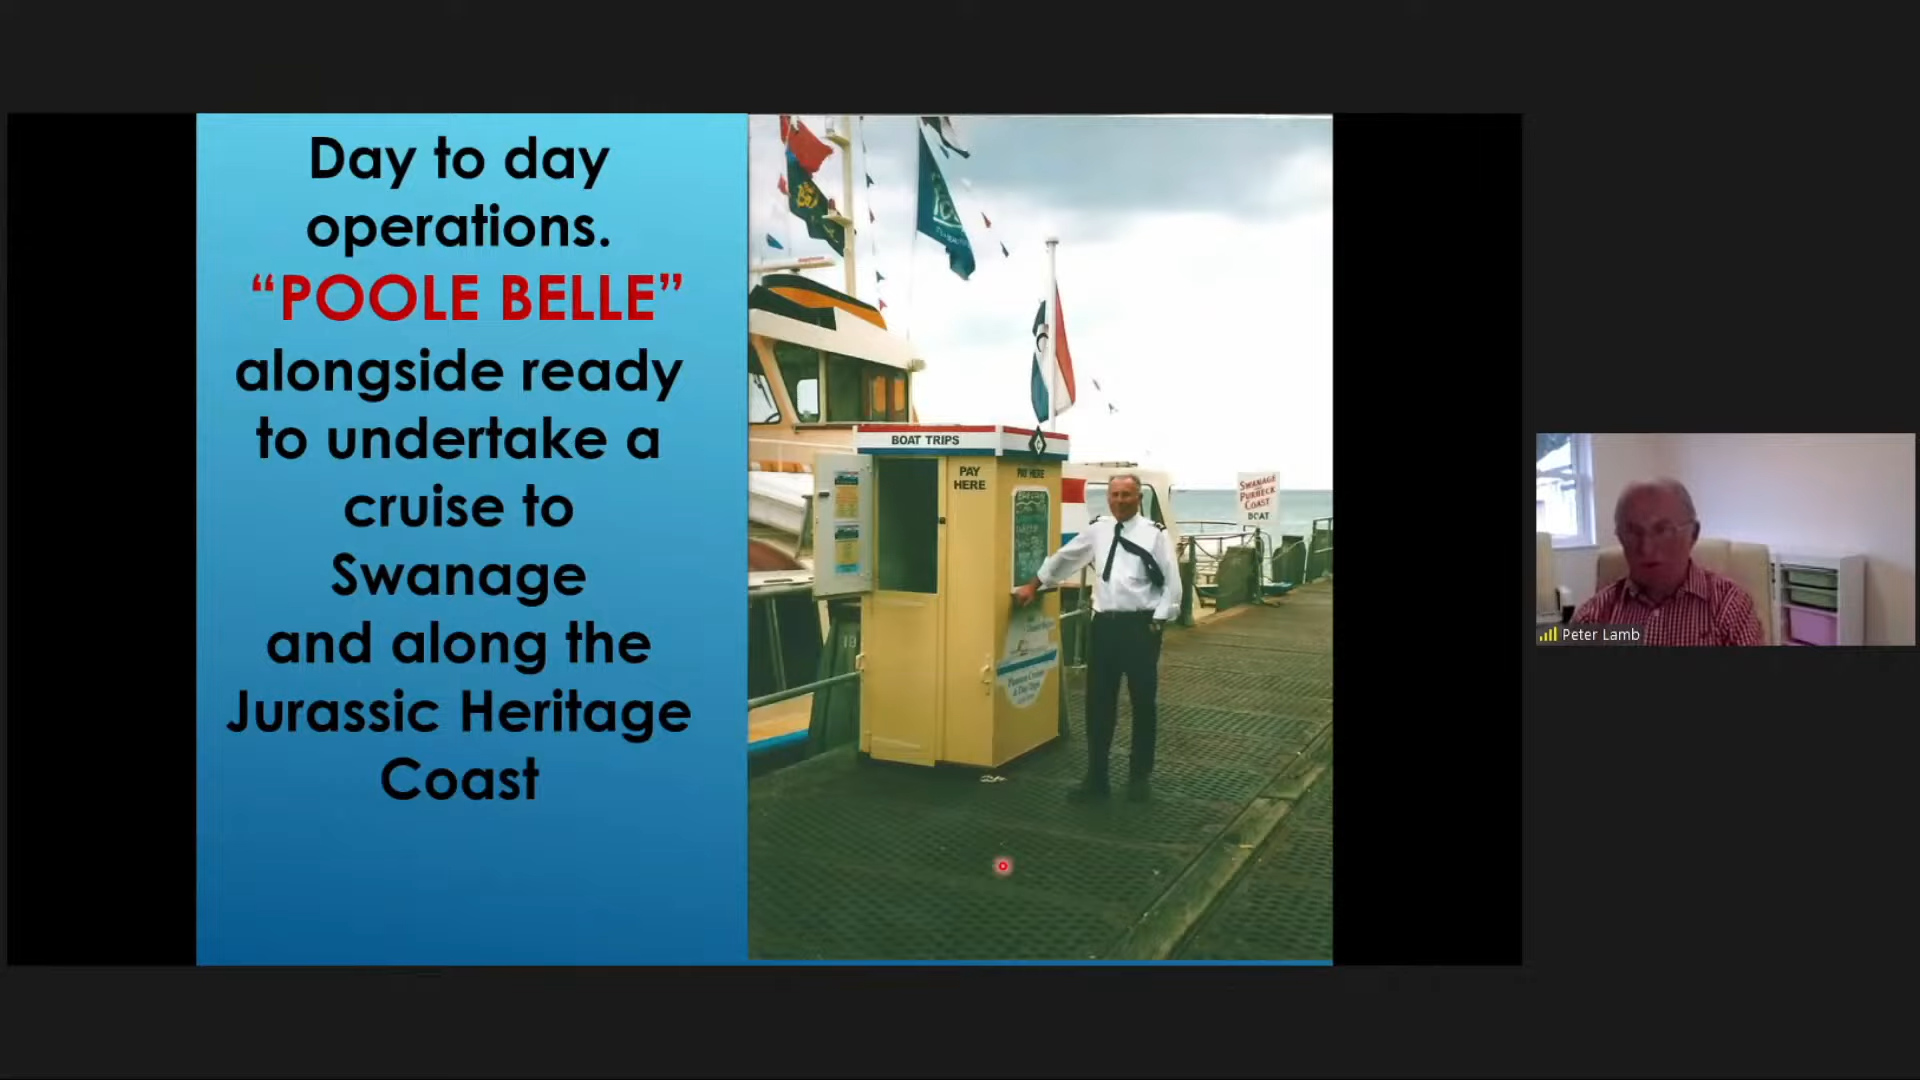 Day to day
operations.
“POOLE BELLE”
alongside ready
to undertake a
cruise to
Swanage
and along the
Jurassic Heritage
Coast
BOAT TRIPS
PAY
HERE
PAY HERE
SWANAGE
PURBECK
COAST
BOAT
Peter Lamb